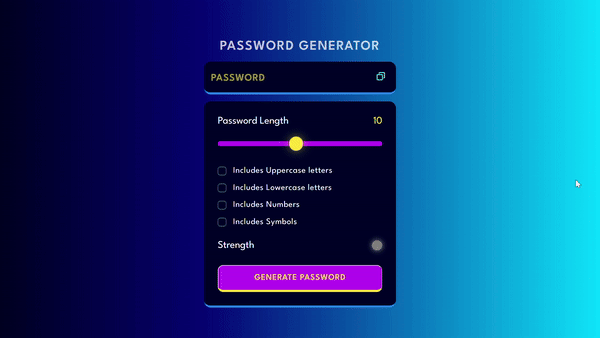 PASSWORD GENERATOR
PASSWORD
Password Length 10
Includes Uppercase letters
Includes Lowercase letters
Includes Numbers
Includes Symbols
Strength
GENERATE PASSWORD